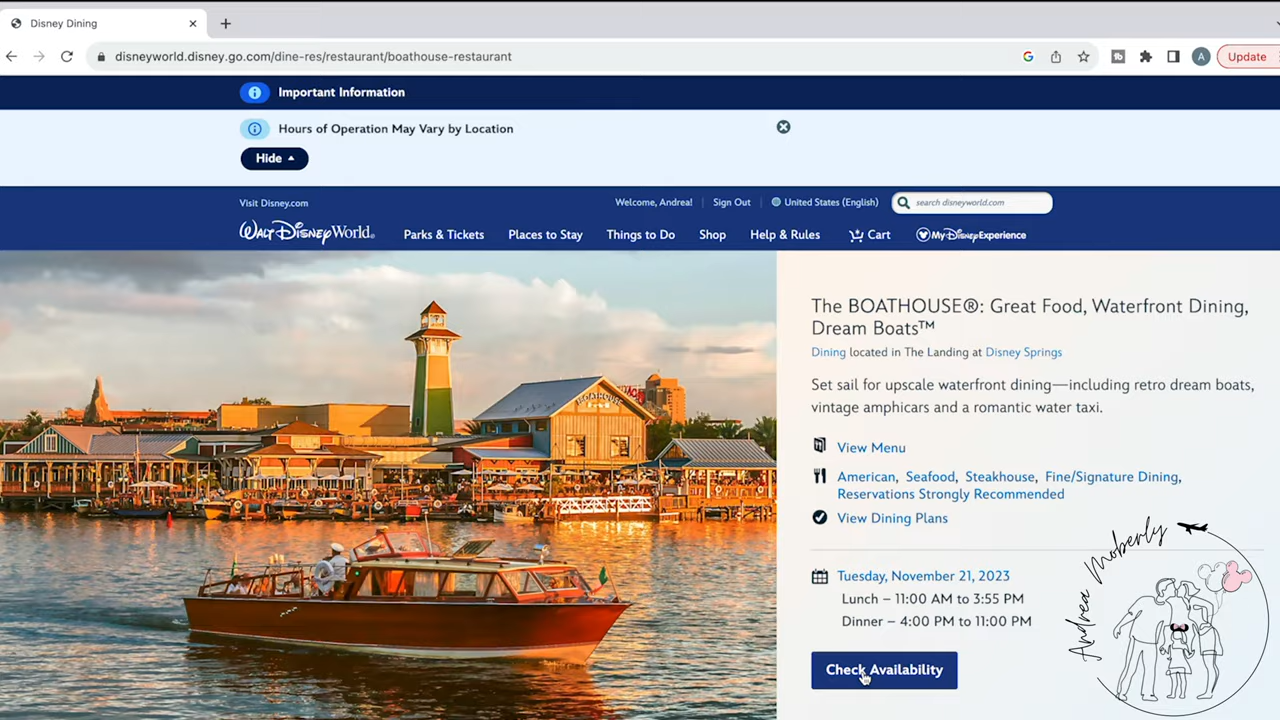 Disney Dining
disneyworld.disney.go.com/dine-res/restaurant/boathouse-restaurant
A
Update
Important Information
Hours of Operation May Vary by Location
Hide
Visit Disney.com
Welcome, Andrea!
Sign Out
United States (English)
search disneyworld.com
Walt Disney World.
Parks & Tickets
Places to Stay
Things to Do
Shop
Help & Rules
Cart
My Disney Experience
BOATHOUSE
The BOATHOUSE®: Great Food, Waterfront Dining,
Dream Boats™
Dining located in The Landing at Disney Springs
Set sail for upscale waterfront dining—including retro dream boats,
vintage amphicars and a romantic water taxi.
View Menu
American, Seafood, Steakhouse, Fine/Signature Dining,
Reservations Strongly Recommended
View Dining Plans
Tuesday, November 21, 2023
Lunch – 11:00 AM to 3:55 PM
Dinner – 4:00 PM to 11:00 PM
Check Availability
Andrea Moberly